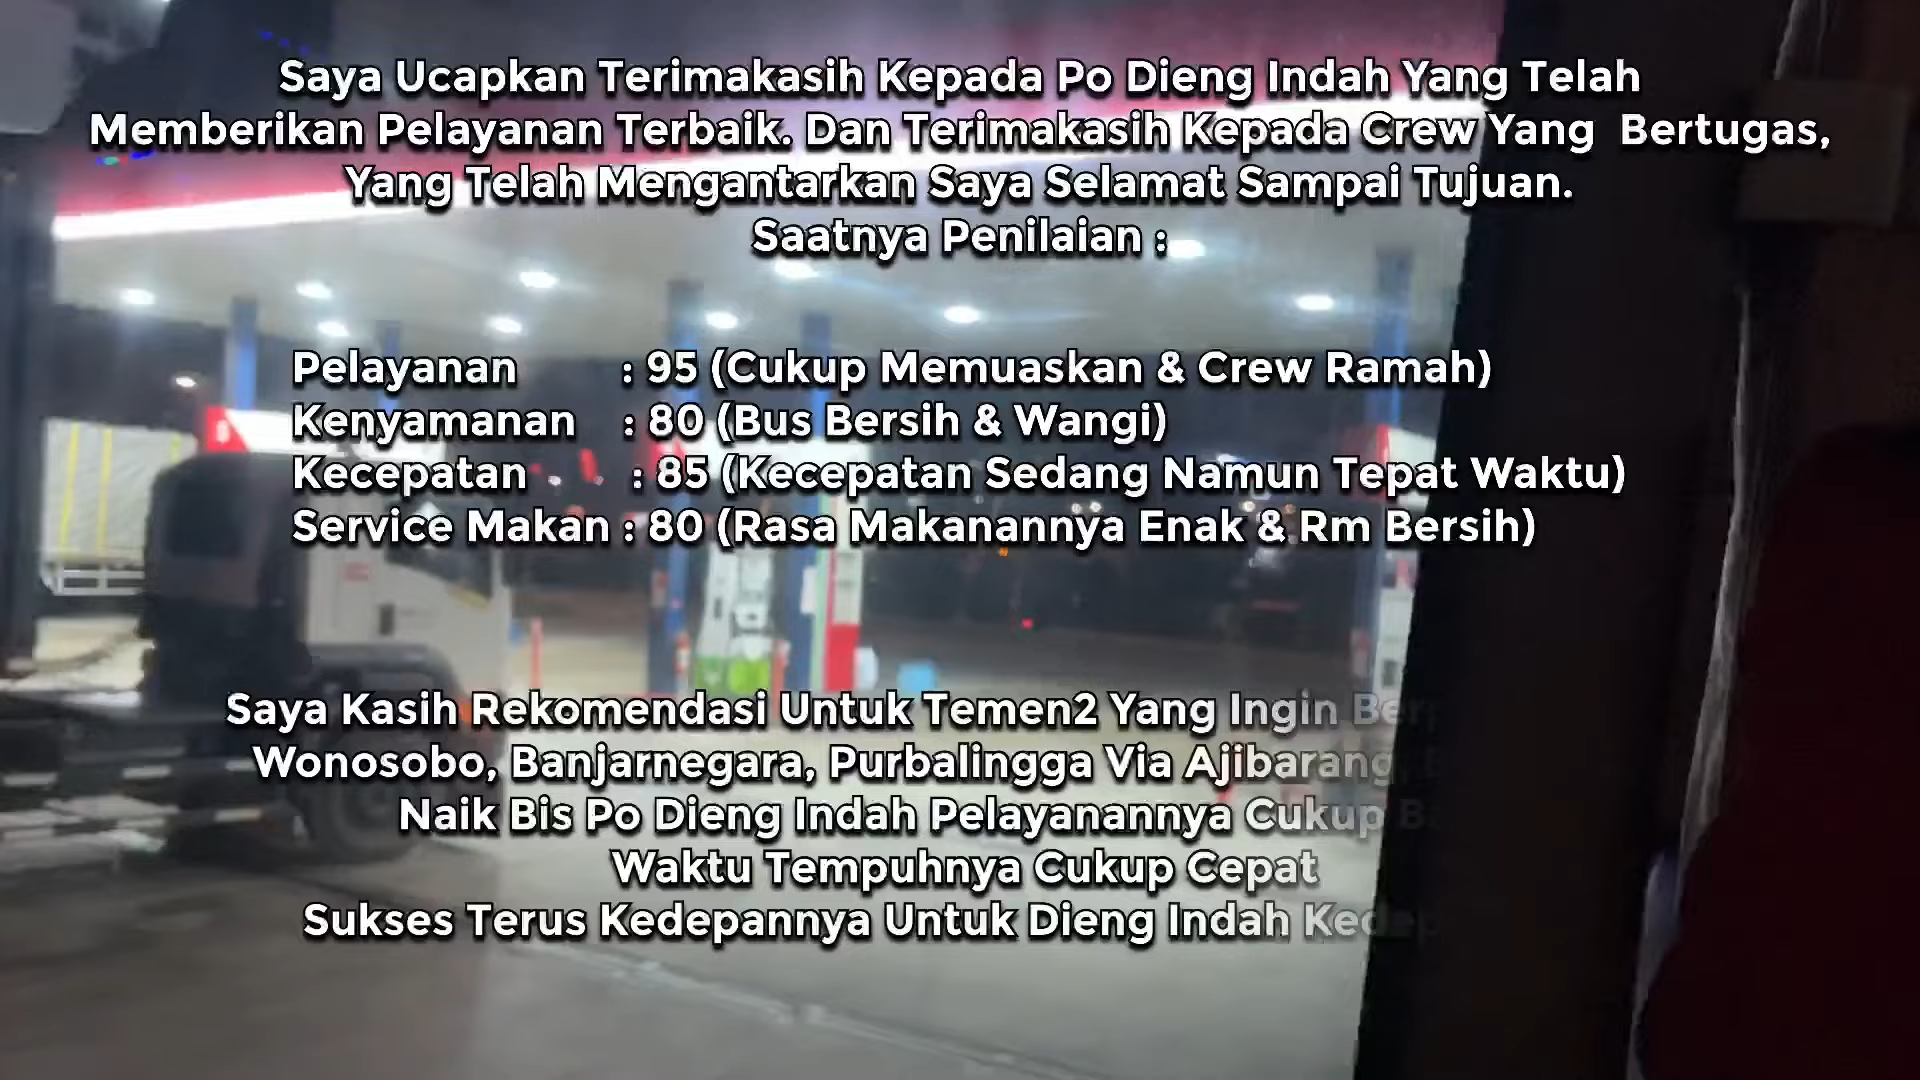 Saya Ucapkan Terimakasih Kepada Po Dieng Indah Yang Telah
Memberikan Pelayanan Terbaik. Dan Terimakasih Kepada Crew Yang  Bertugas,
Yang Telah Mengantarkan Saya Selamat Sampai Tujuan.
Saatnya Penilaian :
Pelayanan : 95 (Cukup Memuaskan & Crew Ramah)
Kenyamanan : 80 (Bus Bersih & Wangi)
Kecepatan : 85 (Kecepatan Sedang Namun Tepat Waktu)
Service Makan : 80 (Rasa Makanannya Enak & Rm Bersih)
Saya Kasih Rekomendasi Untuk Temen2 Yang Ingin
Wonosobo, Banjarnegara, Purbalingga Via Ajibarang,
Naik Bis Po Dieng Indah Pelayanannya Cukup
Waktu Tempuhnya Cukup Cepat
Sukses Terus Kedepannya Untuk Dieng Indah